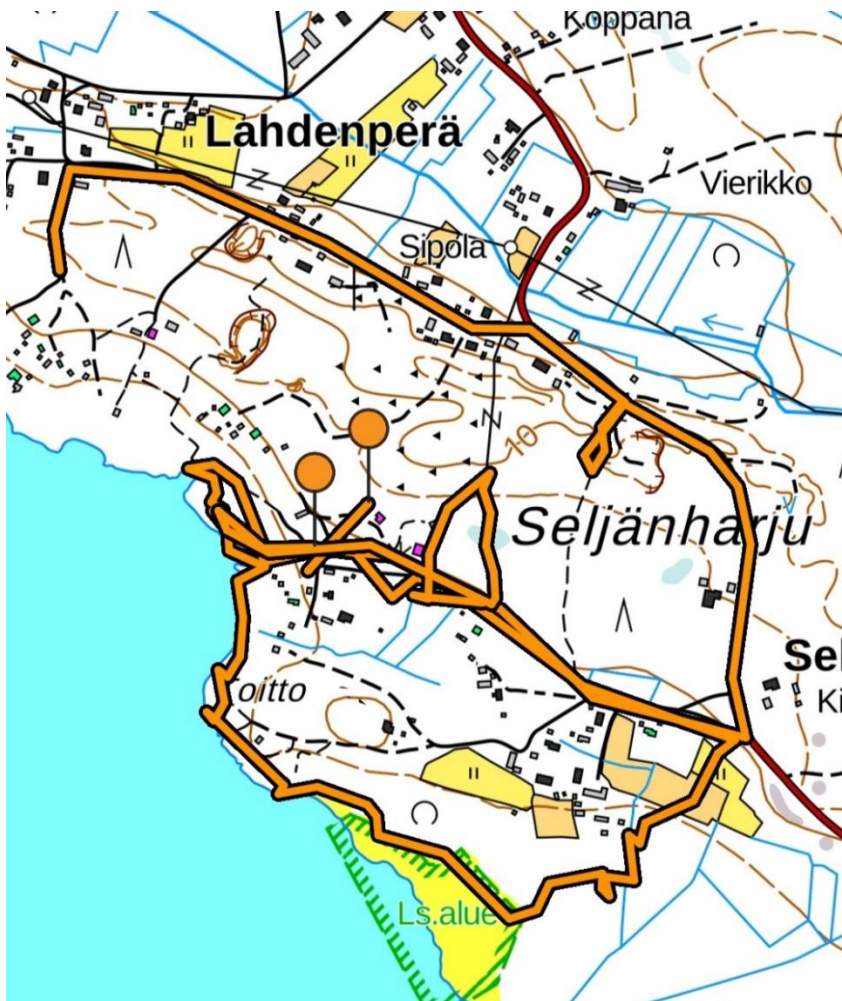 Koppana
Lahdenperä
Vierikko
Sipola
10
Seljänharju
Sel
Ki
oitto
Ls.alue